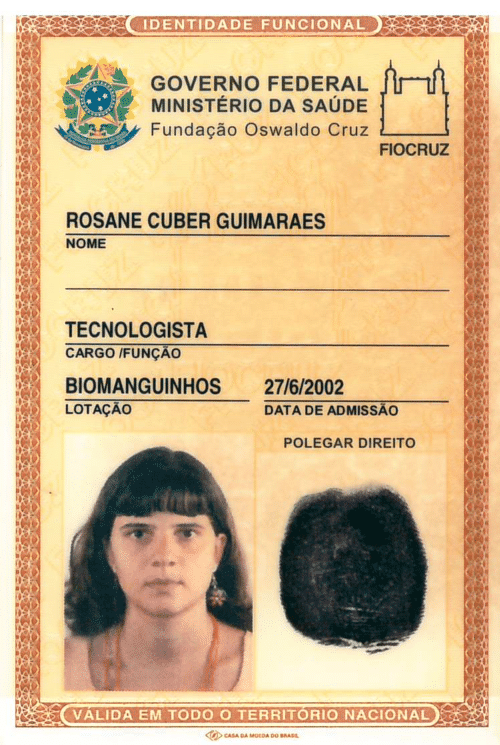 IDENTIDADE FUNCIONAL
GOVERNO FEDERAL
MINISTÉRIO DA SAÚDE
Fundação Oswaldo Cruz
FIOCRUZ
ROSANE CUBER GUIMARAES
NOME
TECNOLOGISTA
CARGO /FUNÇÃO
BIOMANGUINHOS 27/6/2002
LOTAÇÃO DATA DE ADMISSÃO
POLEGAR DIREITO
VÁLIDA EM TODO O TERRITÓRIO NACIONAL
CASA DA MOEDA DO BRASIL